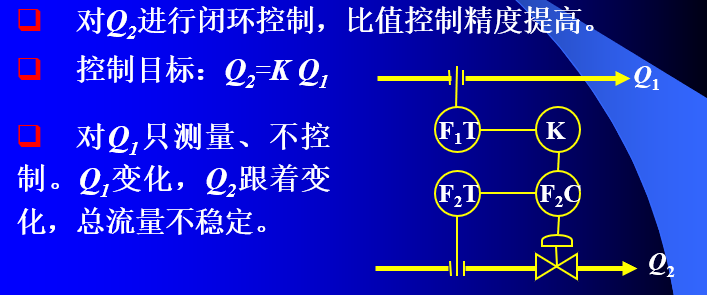 对Q₂进行闭环控制，比值控制精度提高。
控制目标：Q₂=K Q₁
对Q₁只测量、不控
制。Q₁变化，Q₂跟着变
化，总流量不稳定。
Q₁
F₁T
K
F₂T
F₂C
Q₂